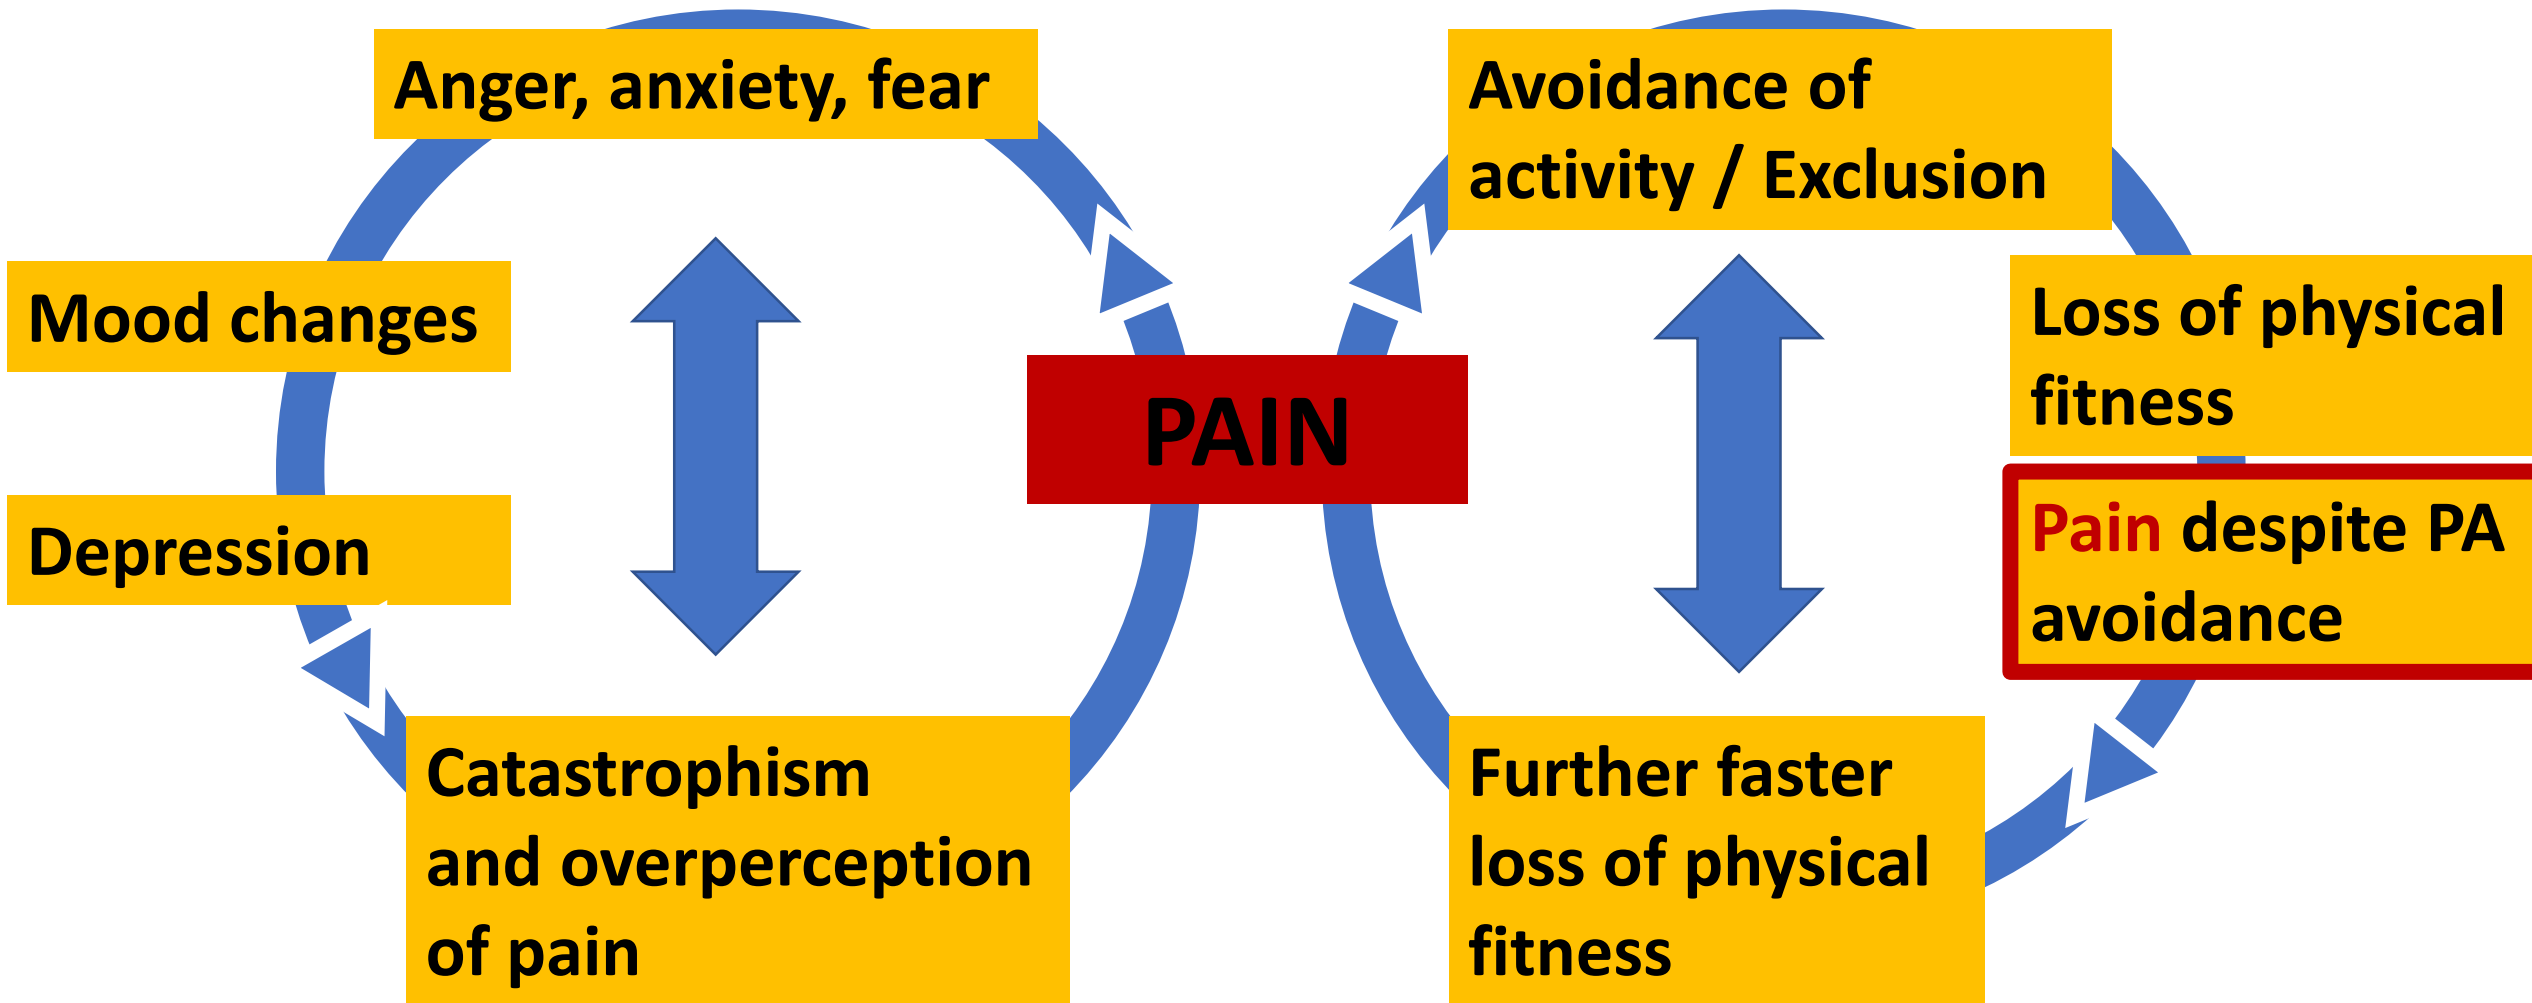 Anger, anxiety, fear
Mood changes
Depression
Catastrophism
and overperception
of pain
PAIN
Avoidance of
activity / Exclusion
Loss of physical
fitness
Pain despite PA
avoidance
Further faster
loss of physical
fitness